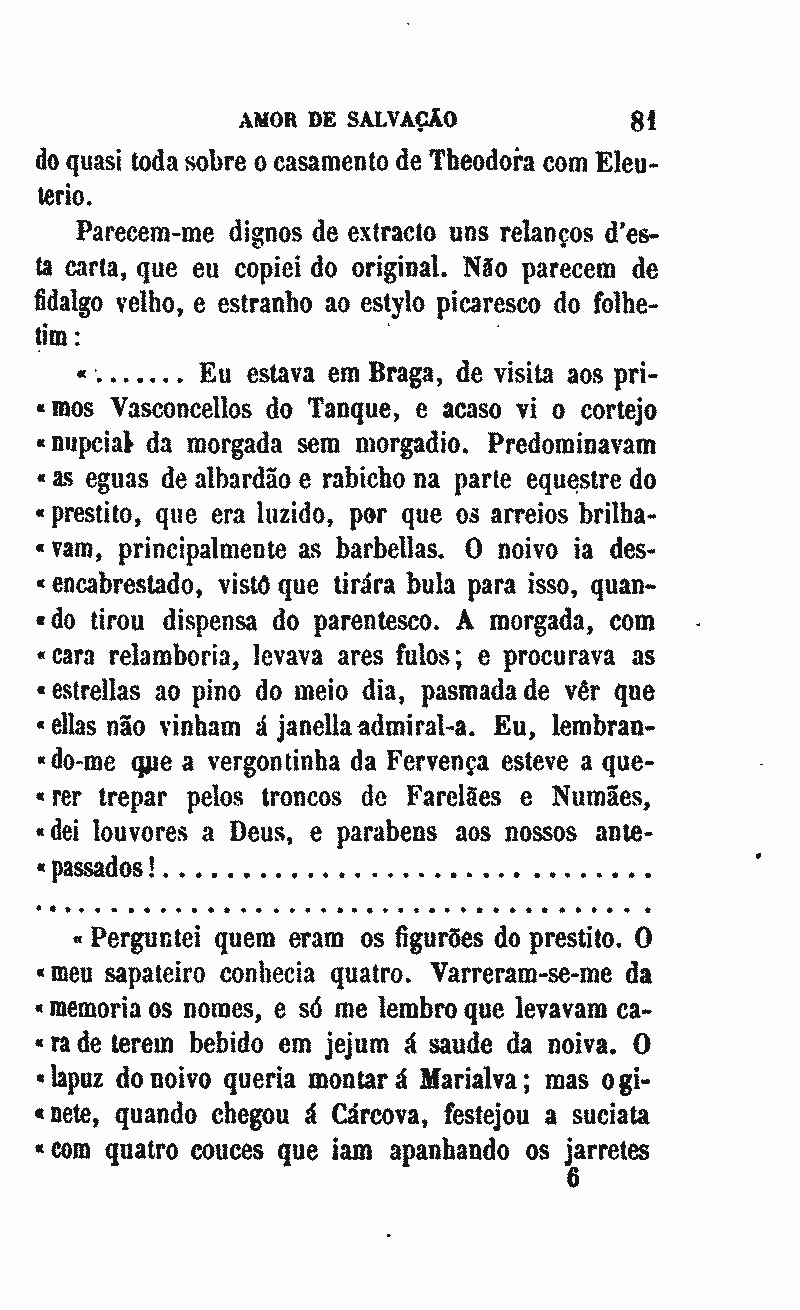 AMOR DE SALVAÇÃO 81
do quasi toda sobre o casamento de Theodora com Eleu-
terio.
Parecem-me dignos de extracto uns relanços d'es-
ta carta, que eu copiei do original. Não parecem de
fidalgo velho, e estranho ao estylo picaresco do folhe-
tim:
«....... Eu estava em Braga, de visita aos pri-
«mos Vasconcellos do Tanque, e acaso vi o cortejo
«nupcial da morgada sem morgadio. Predominavam
«as eguas de albardão e rabicho na parte equestre do
«prestito, que era luzido, por que os arreios brilha-
«vam, principalmente as barbellas. O noivo ia des-
«encabrestado, visto que tirára bula para isso, quan-
«do tirou dispensa do parentesco. A morgada, com
«cara relamboria, levava ares fulos; e procurava as
«estrellas ao pino do meio dia, pasmada de vêr que
«ellas não vinham á janella admiral-a. Eu, lembran-
«do-me que a vergontinha da Fervença esteve a que-
«rer trepar pelos troncos de Farelães e Numães,
«dei louvores a Deus, e parabens aos nossos ante-
«passados!...............................
.......................................
«Perguntei quem eram os figurões do prestito. O
«meu sapateiro conhecia quatro. Varreram-se-me da
«memoria os nomes, e só me lembro que levavam ca-
«ra de terem bebido em jejum á saude da noiva. O
«lapuz do noivo queria montar á Marialva; mas o gi-
«nete, quando chegou á Cárcova, festejou a suciata
«com quatro couces que iam apanhando os jarretes
6